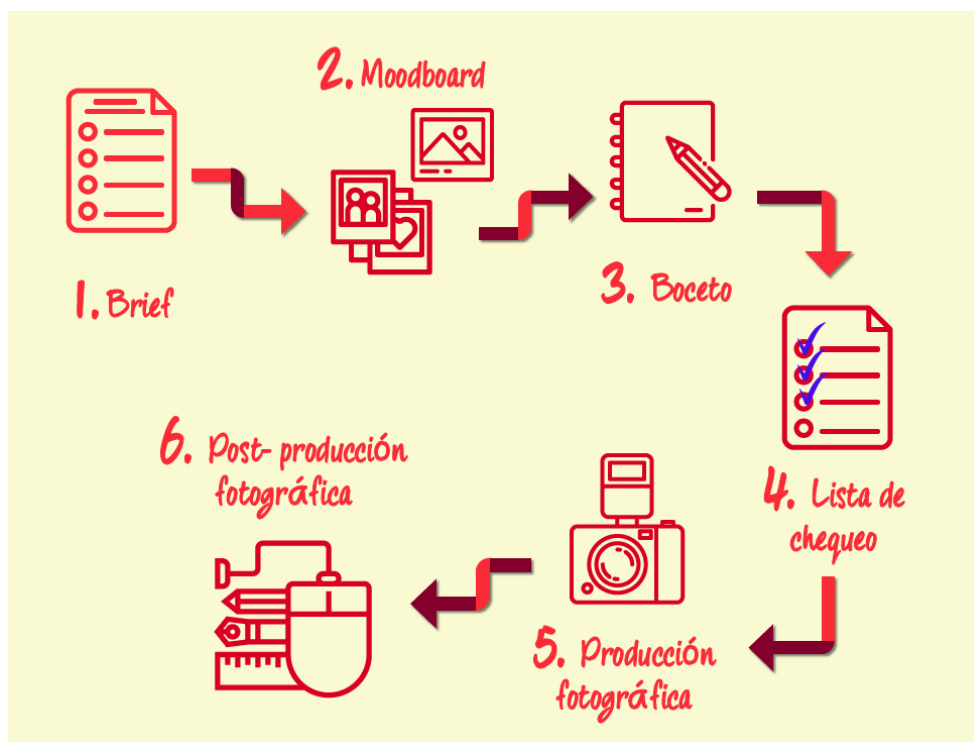 1. Brief
2. Moodboard
3. Boceto
4. Lista de
chequeo
5. Producción
fotográfica
6. Post-producción
fotográfica